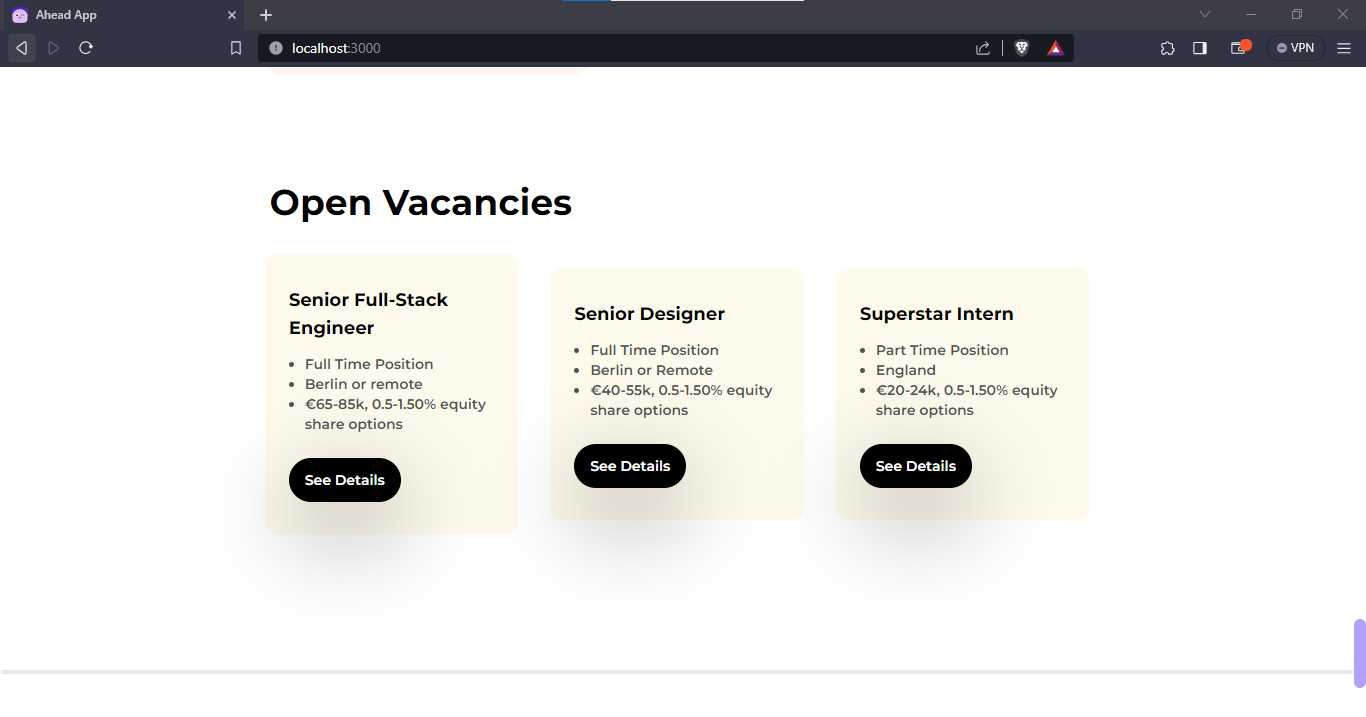 Ahead App
localhost:3000
VPN
Open Vacancies
Senior Full-Stack
Engineer
Full Time Position
Berlin or remote
€65-85k, 0.5-1.50% equity
share options
See Details
Senior Designer
Full Time Position
Berlin or Remote
€40-55k, 0.5-1.50% equity
share options
See Details
Superstar Intern
Part Time Position
England
€20-24k, 0.5-1.50% equity
share options
See Details